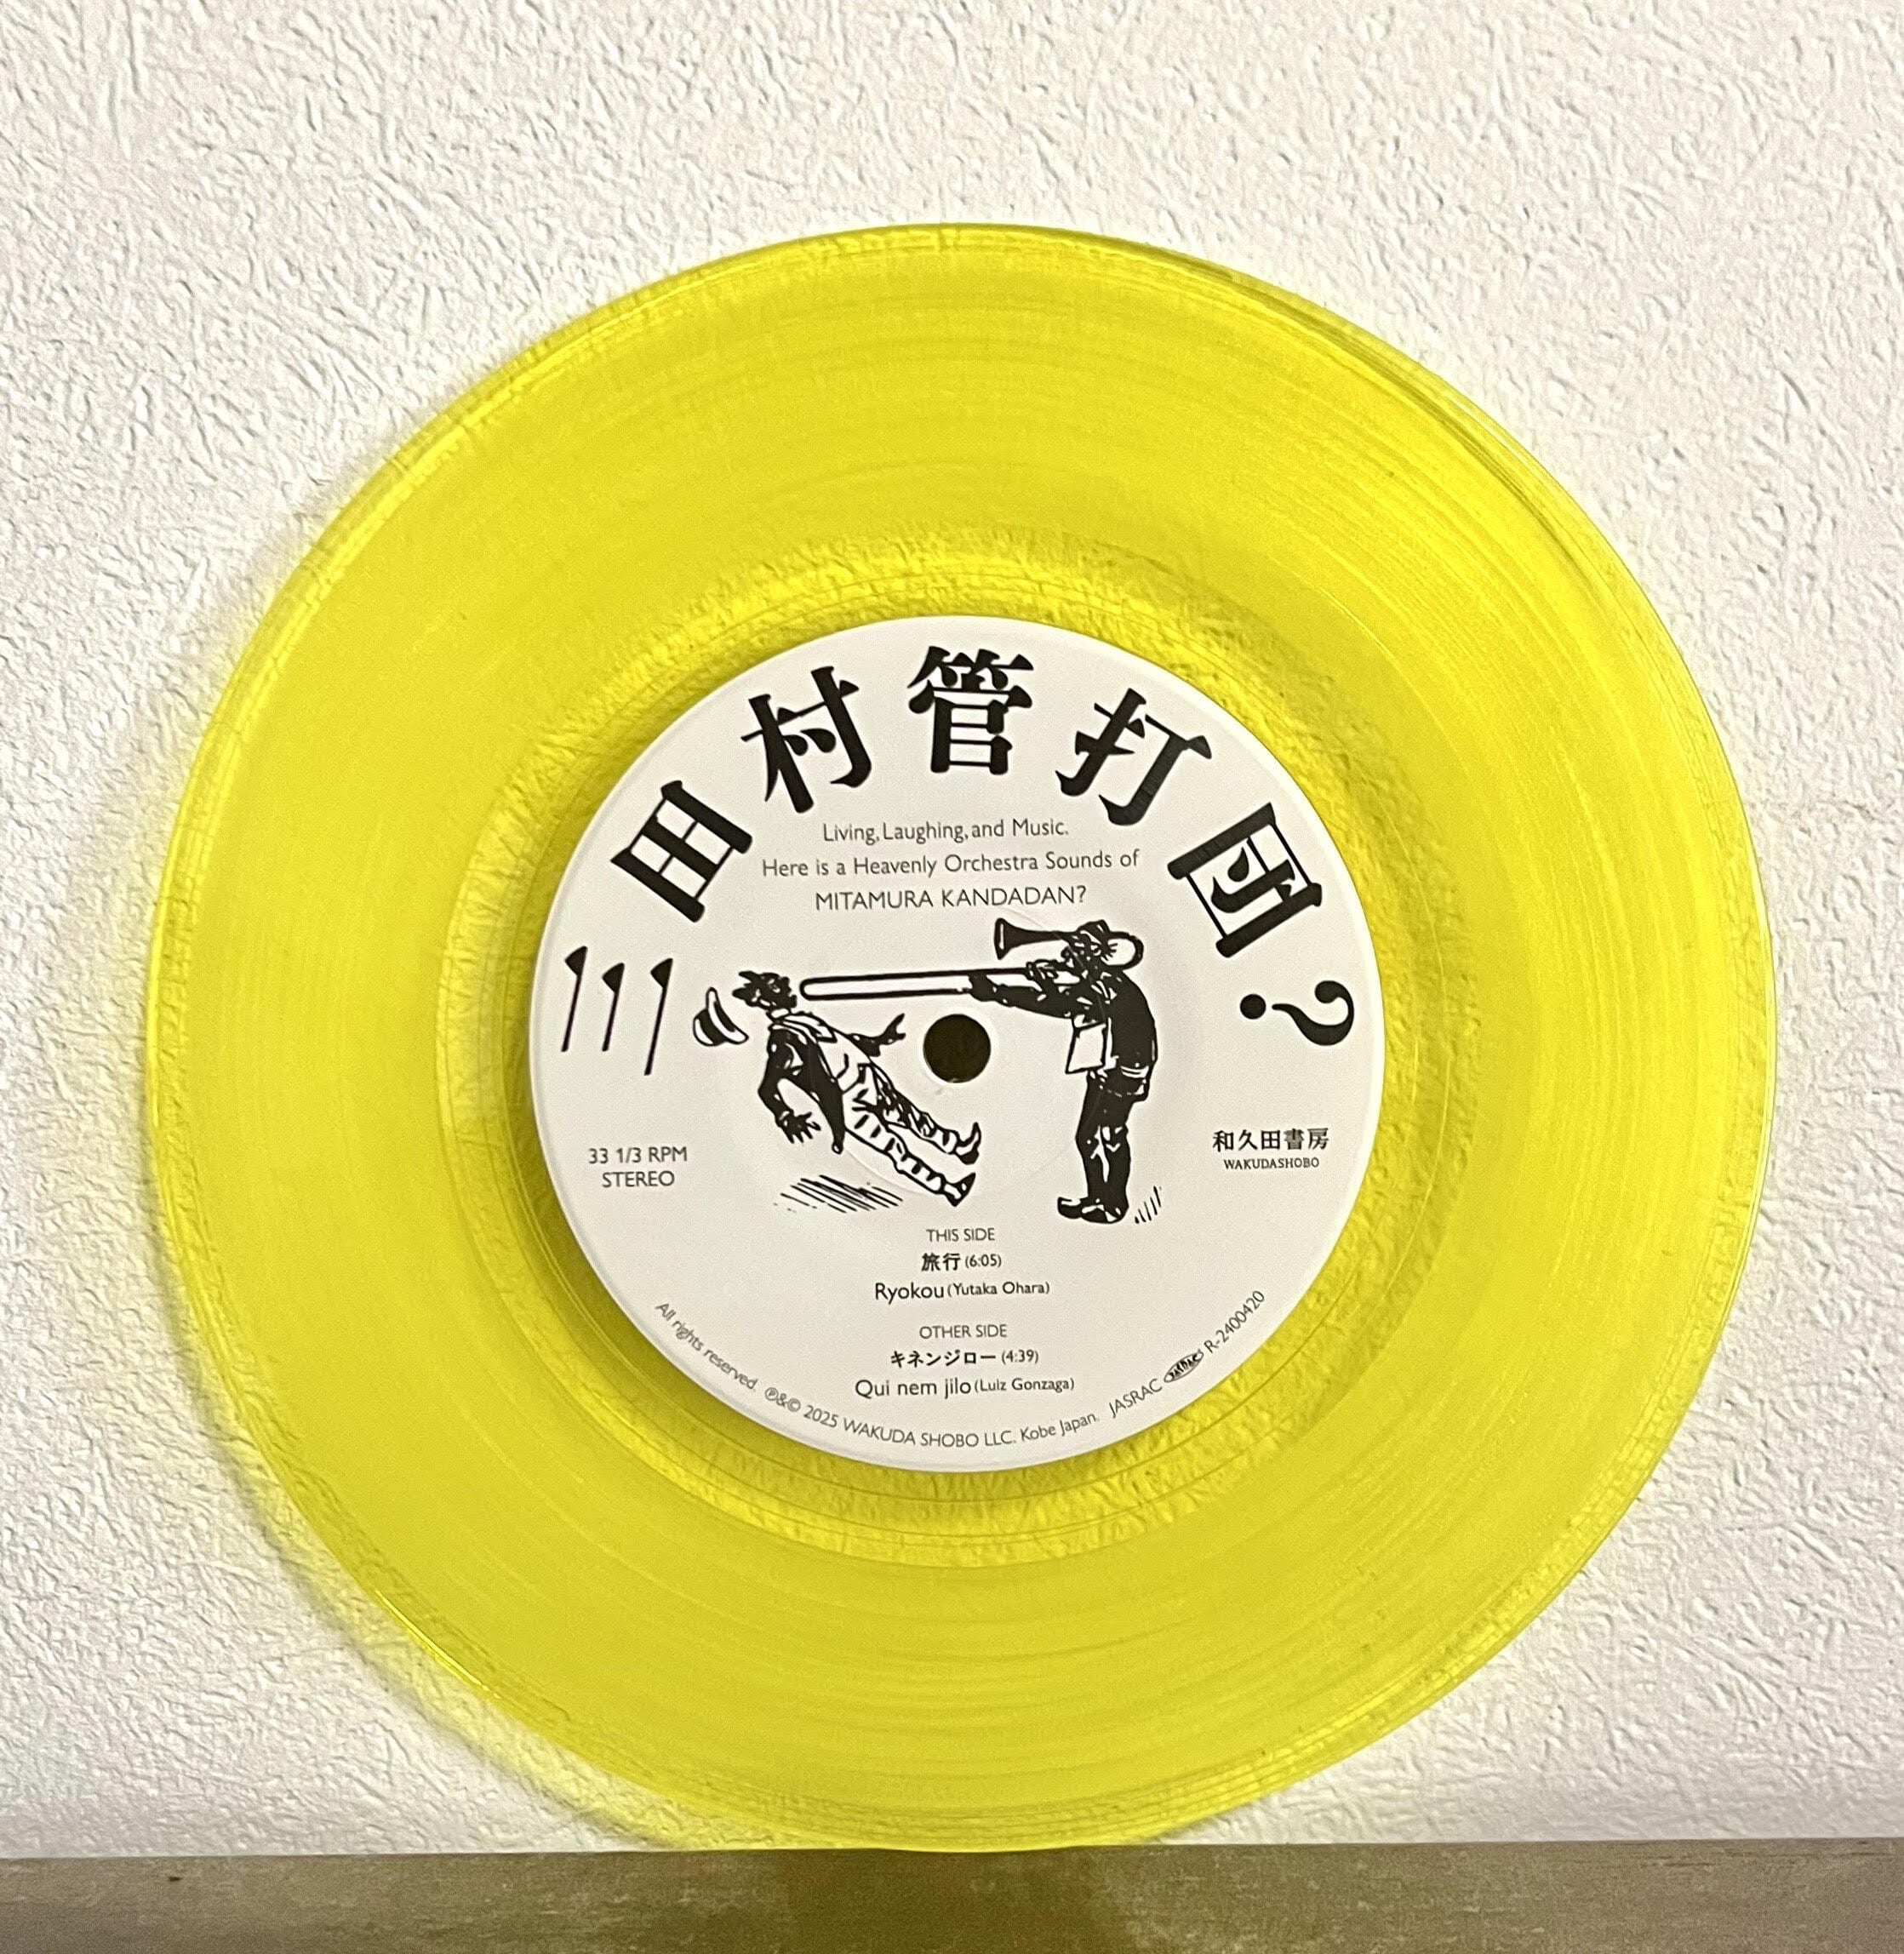 三田村管打団?
Living, Laughing, and Music.
Here is a Heavenly Orchestra Sounds of
MITAMURA KANDADAN?
33 1/3 RPM
STEREO
和久田書房
WAKUDASHOBO
THIS SIDE
旅行 (6:05)
Ryokou (Yutaka Ohara)
OTHER SIDE
キネンジロー (4:39)
Qui nem jilo (Luiz Gonzaga)
All rights reserved. ℗&© 2025 WAKUDA SHOBO LLC. Kobe Japan. JASRAC JASRAC R-2400420